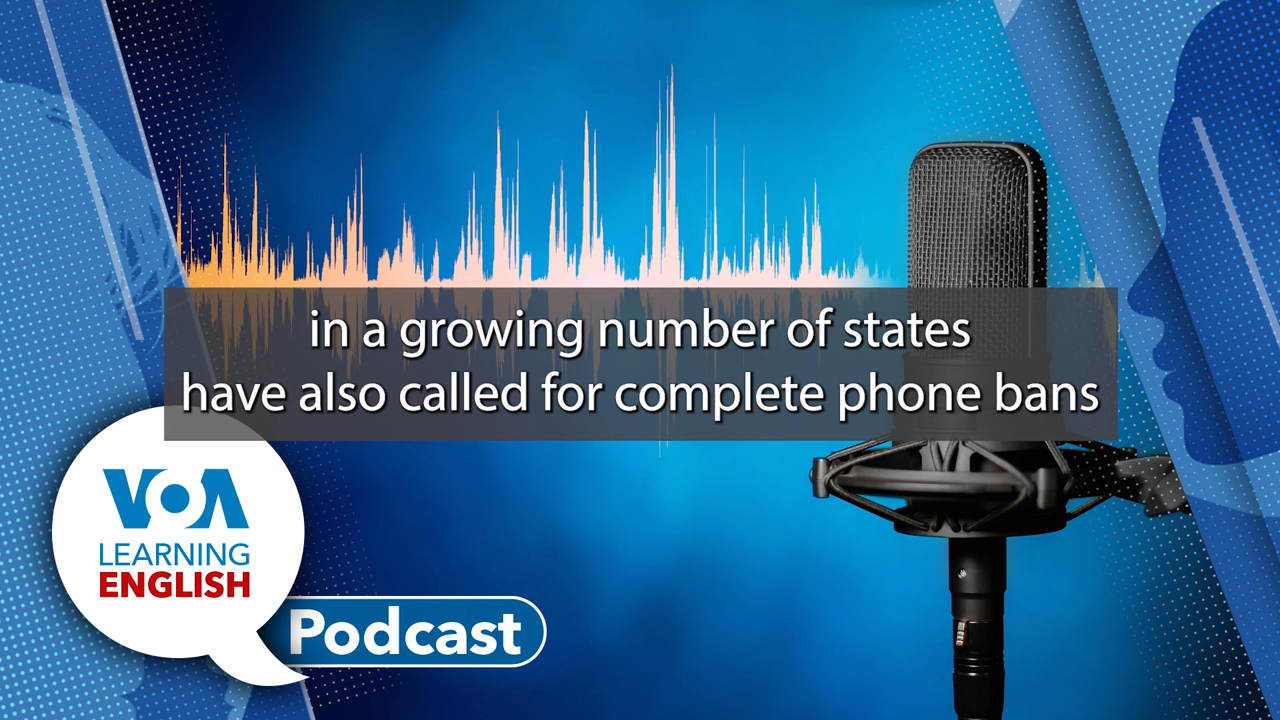 in a growing number of states
have also called for complete phone bans
VOA
LEARNING
ENGLISH
Podcast